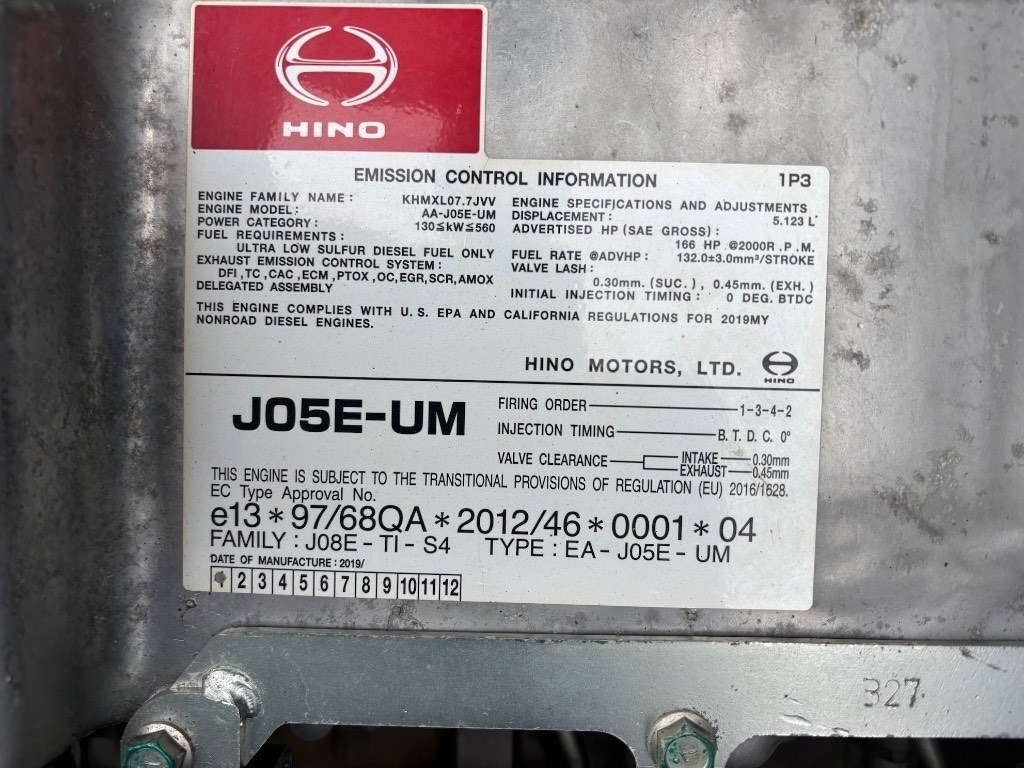 HINO
EMISSION CONTROL INFORMATION 1P3
ENGINE FAMILY NAME : KHMXL07.7JVV
ENGINE MODEL : AA-J05E-UM
POWER CATEGORY : 130≦kW≦560
FUEL REQUIREMENTS :
ULTRA LOW SULFUR DIESEL FUEL ONLY
EXHAUST EMISSION CONTROL SYSTEM :
DFI ,TC ,CAC ,ECM ,PTOX ,OC,EGR,SCR,AMOX
DELEGATED ASSEMBLY
ENGINE SPECIFICATIONS AND ADJUSTMENTS
DISPLACEMENT : 5.123 L
ADVERTISED HP (SAE GROSS) :
166 HP @2000R .P .M.
FUEL RATE @ADVHP : 132.0±3.0mm³/STROKE
VALVE LASH :
0.30mm. (SUC. ) , 0.45mm. (EXH. )
INITIAL INJECTION TIMING : 0 DEG. BTDC
THIS ENGINE COMPLIES WITH U.S. EPA AND CALIFORNIA REGULATIONS FOR 2019MY
NONROAD DIESEL ENGINES.
HINO MOTORS, LTD. HINO
J05E-UM
FIRING ORDER 1-3-4-2
INJECTION TIMING B. T. D. C. 0°
VALVE CLEARANCE INTAKE 0.30mm
EXHAUST 0.45mm
THIS ENGINE IS SUBJECT TO THE TRANSITIONAL PROVISIONS OF REGULATION (EU) 2016/1628.
EC Type Approval No.
e13＊97/68QA＊2012/46＊0001＊04
FAMILY : J08E - TI - S4 TYPE : EA - J05E - UM
DATE OF MANUFACTURE : 2019/
2 3 4 5 6 7 8 9 10 11 12
327